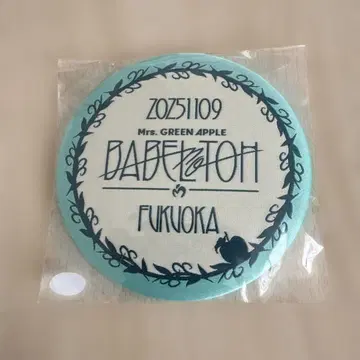 20251109
Mrs. GREEN APPLE
BABEL no TOH
FUKUOKA